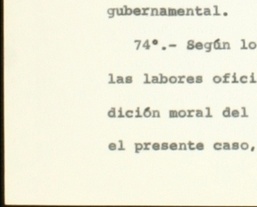 gubernamental.
74°.- Según lo
las labores ofici
dición moral del
el presente caso,